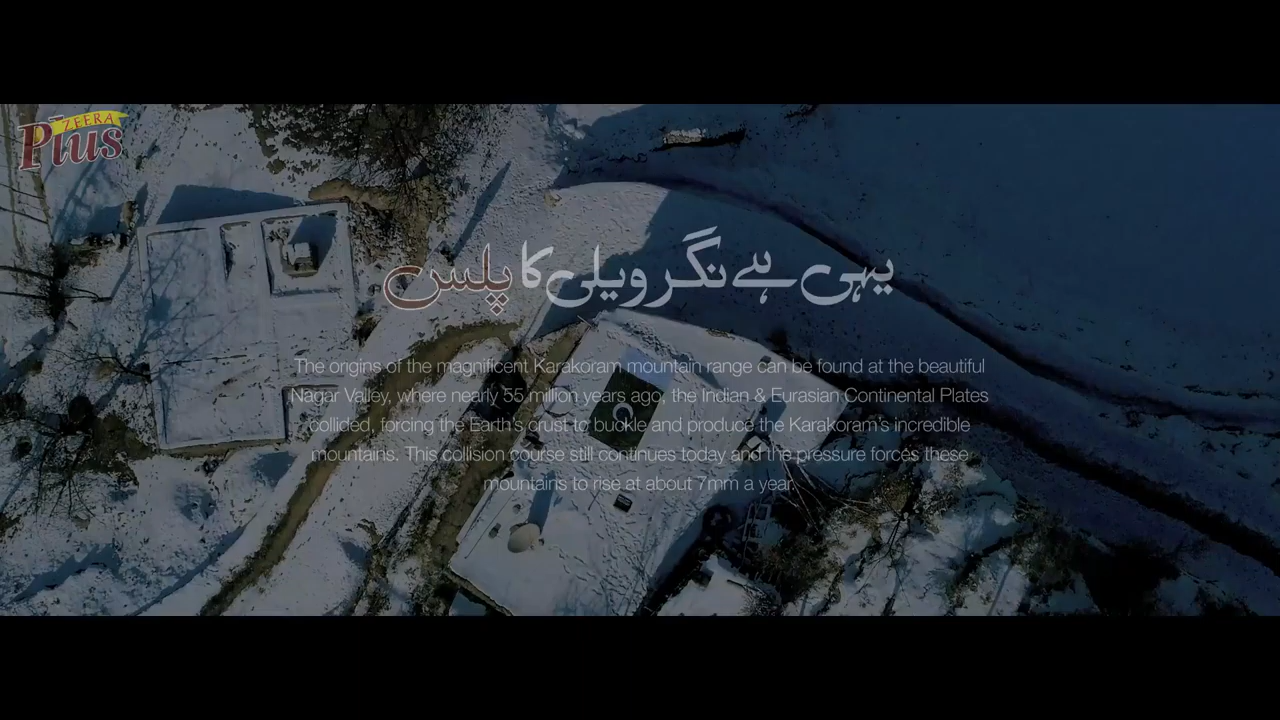 ZEERA
Plus
یہی ہے نگر ویلی کا پلس
The origins of the magnificent Karakoram mountain range can be found at the beautiful
Nagar Valley, where nearly 55 million years ago, the Indian & Eurasian Continental Plates
collided, forcing the Earth's crust to buckle and produce the Karakoram's incredible
mountains. This collision course still continues today and the pressure forces these
mountains to rise at about 7mm a year.